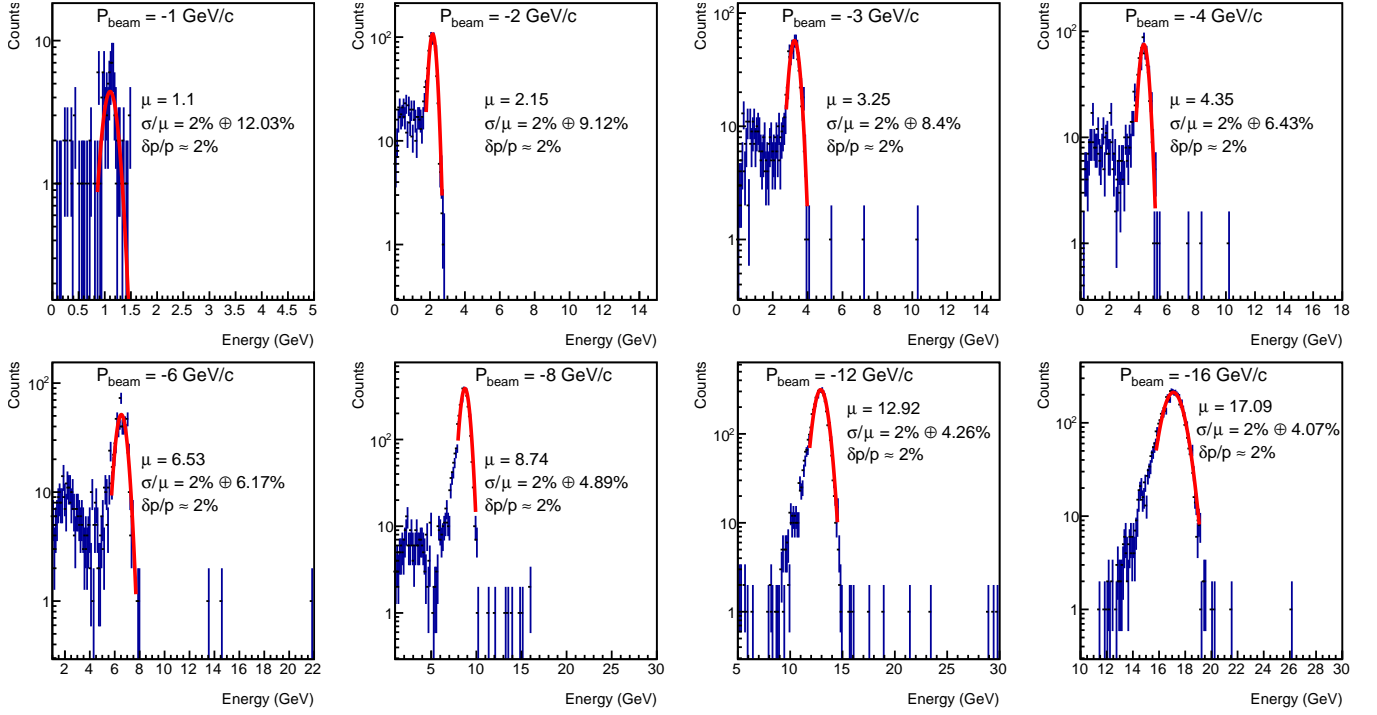 Counts
P_beam = -1 GeV/c
10
1
μ = 1.1
σ/μ = 2% ⊕ 12.03%
δp/p ≈ 2%
0 0.5 1 1.5 2 2.5 3 3.5 4 4.5 5
Energy (GeV)
Counts
P_beam = -2 GeV/c
10²
10
1
μ = 2.15
σ/μ = 2% ⊕ 9.12%
δp/p ≈ 2%
0 2 4 6 8 10 12 14
Energy (GeV)
Counts
P_beam = -3 GeV/c
10
1
μ = 3.25
σ/μ = 2% ⊕ 8.4%
δp/p ≈ 2%
0 2 4 6 8 10 12 14
Energy (GeV)
Counts
P_beam = -4 GeV/c
10
1
μ = 4.35
σ/μ = 2% ⊕ 6.43%
δp/p ≈ 2%
0 2 4 6 8 10 12 14 16 18
Energy (GeV)
Counts
P_beam = -6 GeV/c
10²
10
1
μ = 6.53
σ/μ = 2% ⊕ 6.17%
δp/p ≈ 2%
2 4 6 8 10 12 14 16 18 20 22
Energy (GeV)
Counts
P_beam = -8 GeV/c
10²
10
1
μ = 8.74
σ/μ = 2% ⊕ 4.89%
δp/p ≈ 2%
5 10 15 20 25 30
Energy (GeV)
Counts
P_beam = -12 GeV/c
10²
10
1
μ = 12.92
σ/μ = 2% ⊕ 4.26%
δp/p ≈ 2%
5 10 15 20 25 30
Energy (GeV)
Counts
P_beam = -16 GeV/c
10²
10
1
μ = 17.09
σ/μ = 2% ⊕ 4.07%
δp/p ≈ 2%
10 12 14 16 18 20 22 24 26 28 30
Energy (GeV)